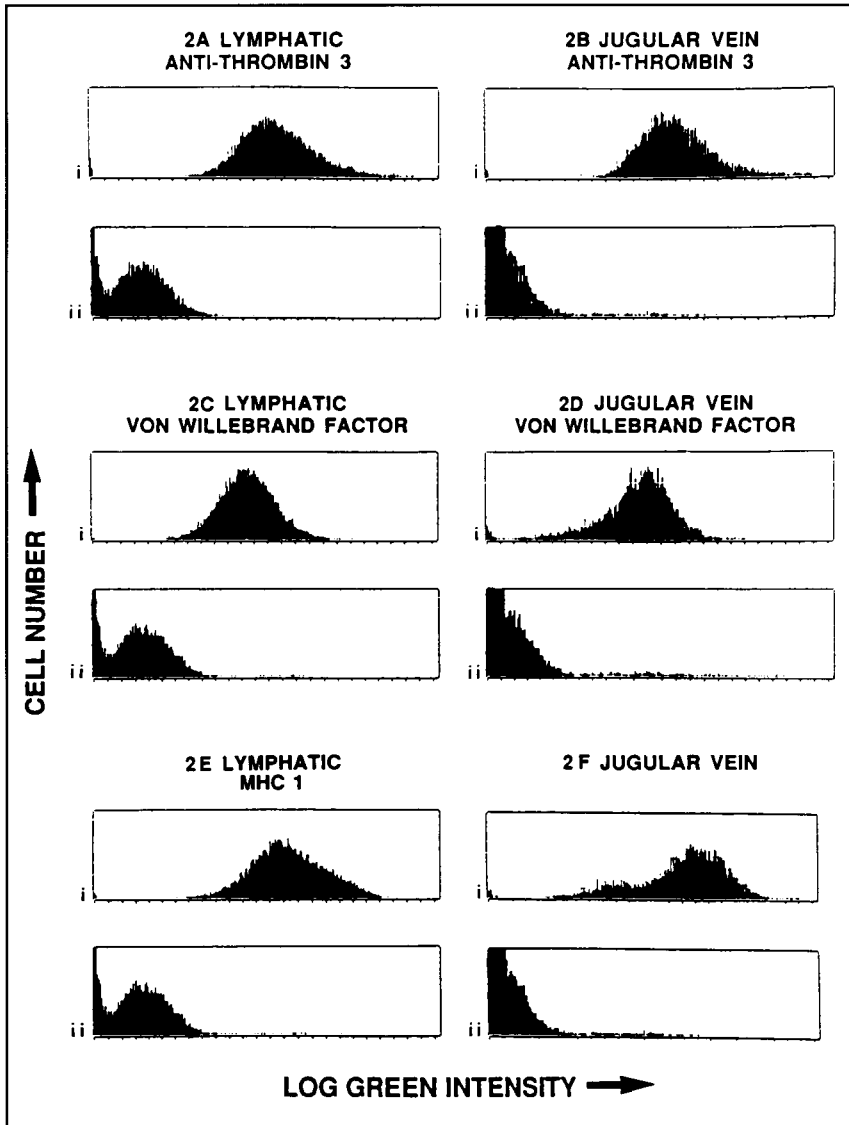 2A LYMPHATIC
ANTI-THROMBIN 3
i
ii
2B JUGULAR VEIN
ANTI-THROMBIN 3
i
ii
2C LYMPHATIC
VON WILLEBRAND FACTOR
i
ii
2D JUGULAR VEIN
VON WILLEBRAND FACTOR
i
ii
2E LYMPHATIC
MHC 1
i
ii
2F JUGULAR VEIN
i
ii
CELL NUMBER
LOG GREEN INTENSITY